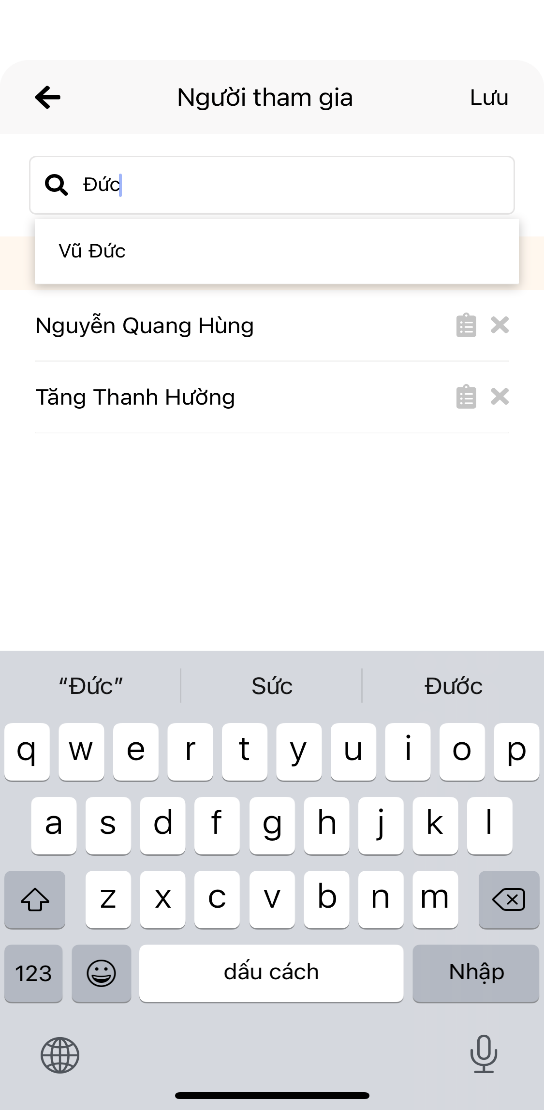 Người tham gia
Lưu
Đức
Vũ Đức
Nguyễn Quang Hùng
Tăng Thanh Hường
“Đức”
Sức
Đước
q w e r t y u i o p
a s d f g h j k l
z x c v b n m
123
dấu cách
Nhập